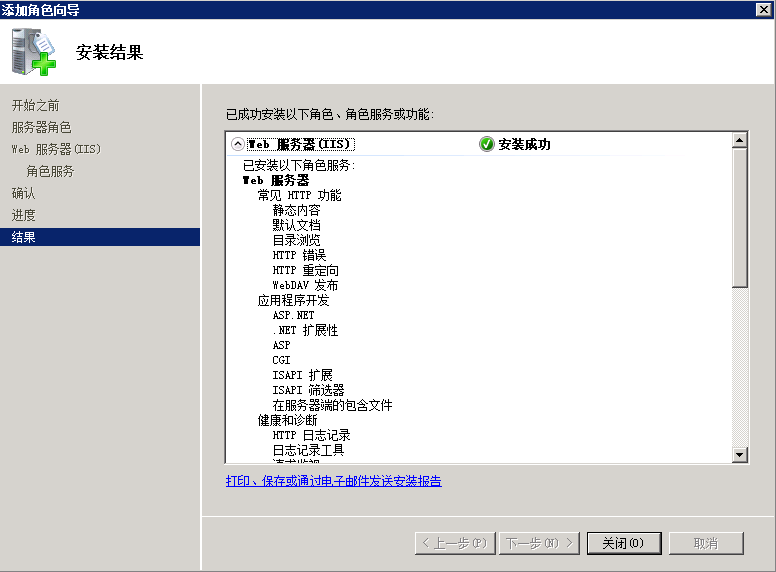 添加角色向导
安装结果
开始之前
服务器角色
Web 服务器(IIS)
角色服务
确认
进度
结果
已成功安装以下角色、角色服务或功能:
Web 服务器(IIS)
安装成功
已安装以下角色服务:
Web 服务器
常见 HTTP 功能
静态内容
默认文档
目录浏览
HTTP 错误
HTTP 重定向
WebDAV 发布
应用程序开发
ASP.NET
.NET 扩展性
ASP
CGI
ISAPI 扩展
ISAPI 筛选器
在服务器端的包含文件
健康和诊断
HTTP 日志记录
日志记录工具
打印、保存或通过电子邮件发送安装报告
< 上一步(P)
下一步(N) >
关闭(O)
取消